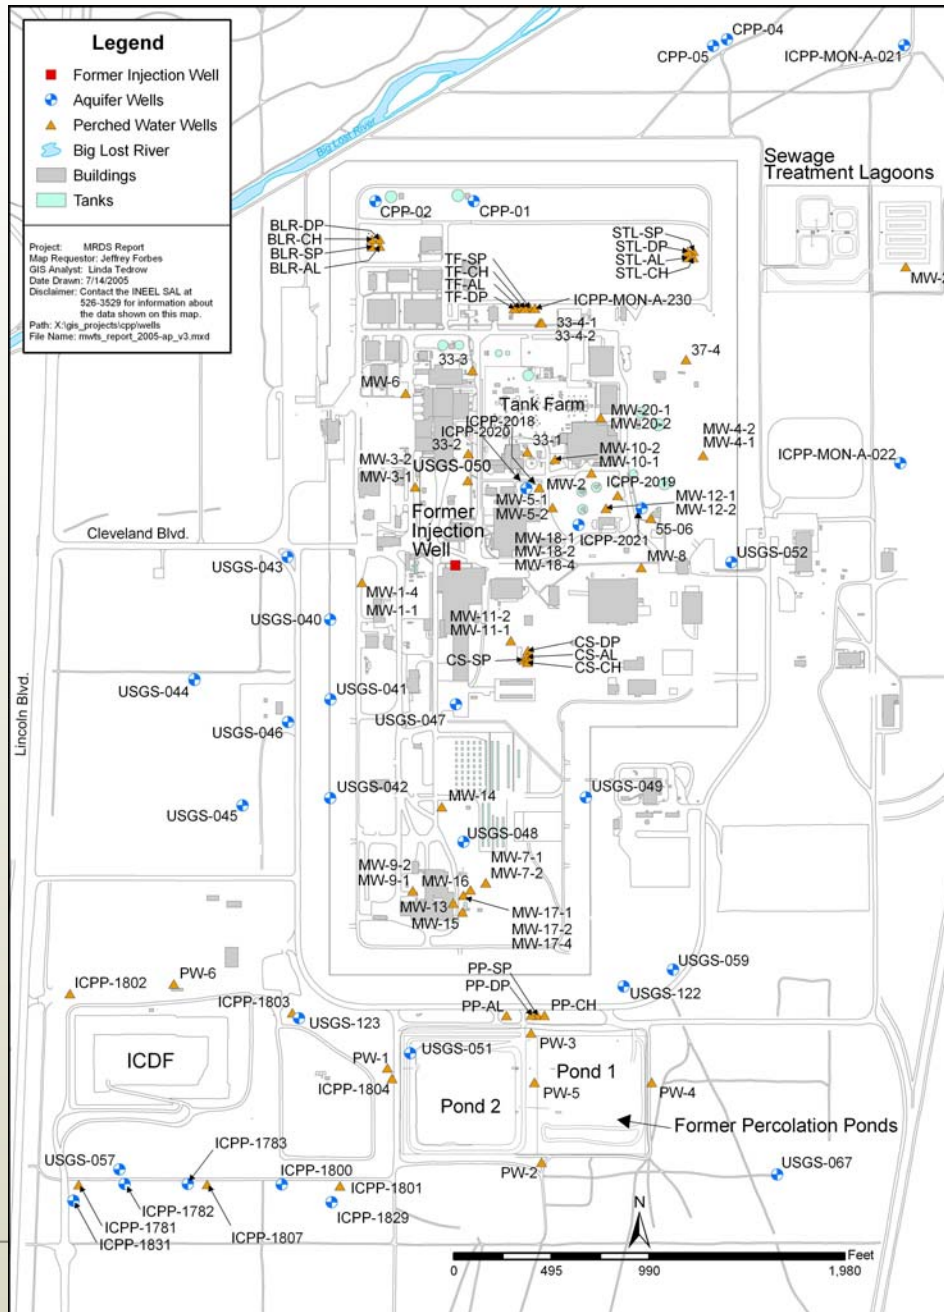 Legend
Former Injection Well
Aquifer Wells
Perched Water Wells
Big Lost River
Buildings
Tanks
Project: MRDS Report
Map Requestor: Jeffrey Forbes
GIS Analyst: Linda Tedrow
Date Drawn: 7/14/2005
Disclaimer: Contact the INEEL SAL at
526-3529 for information about
the data shown on this map.
Path: X:\gis_projects\cpp\wells
File Name: mwts_report_2005-ap_v3.mxd
CPP-04
CPP-05
ICPP-MON-A-021
Big Lost River
Sewage
Treatment Lagoons
CPP-02
CPP-01
BLR-DP
BLR-CH
BLR-SP
BLR-AL
STL-SP
STL-DP
STL-AL
STL-CH
TF-SP
TF-CH
TF-AL
TF-DP
ICPP-MON-A-230
MW-2
33-4-1
33-4-2
37-4
33-3
MW-6
Tank Farm
MW-20-1
MW-20-2
ICPP-2018
ICPP-2020
33-1
33-2
MW-4-2
MW-4-1
MW-10-2
MW-10-1
ICPP-MON-A-022
MW-3-2
MW-3-1
USGS-050
MW-2
ICPP-2019
MW-5-1
MW-5-2
MW-12-1
MW-12-2
Former
Injection
Well
55-06
ICPP-2021
Cleveland Blvd.
MW-18-1
MW-18-2
MW-18-4
MW-8
USGS-052
USGS-043
MW-1-4
MW-1-1
USGS-040
MW-11-2
MW-11-1
CS-DP
CS-AL
CS-CH
CS-SP
USGS-044
USGS-041
USGS-047
USGS-046
Lincoln Blvd.
USGS-042
USGS-049
USGS-045
MW-14
USGS-048
MW-7-1
MW-7-2
MW-9-2
MW-9-1
MW-16
MW-13
MW-15
MW-17-1
MW-17-2
MW-17-4
PW-6
ICPP-1802
USGS-059
USGS-122
PP-SP
PP-DP
PP-AL
PP-CH
ICPP-1803
USGS-123
PW-3
ICDF
USGS-051
PW-1
ICPP-1804
Pond 1
Pond 2
PW-5
PW-4
Former Percolation Ponds
ICPP-1783
USGS-057
ICPP-1800
PW-2
USGS-067
ICPP-1801
ICPP-1782
ICPP-1829
ICPP-1781
ICPP-1831
ICPP-1807
N
Feet
0 495 990 1,980